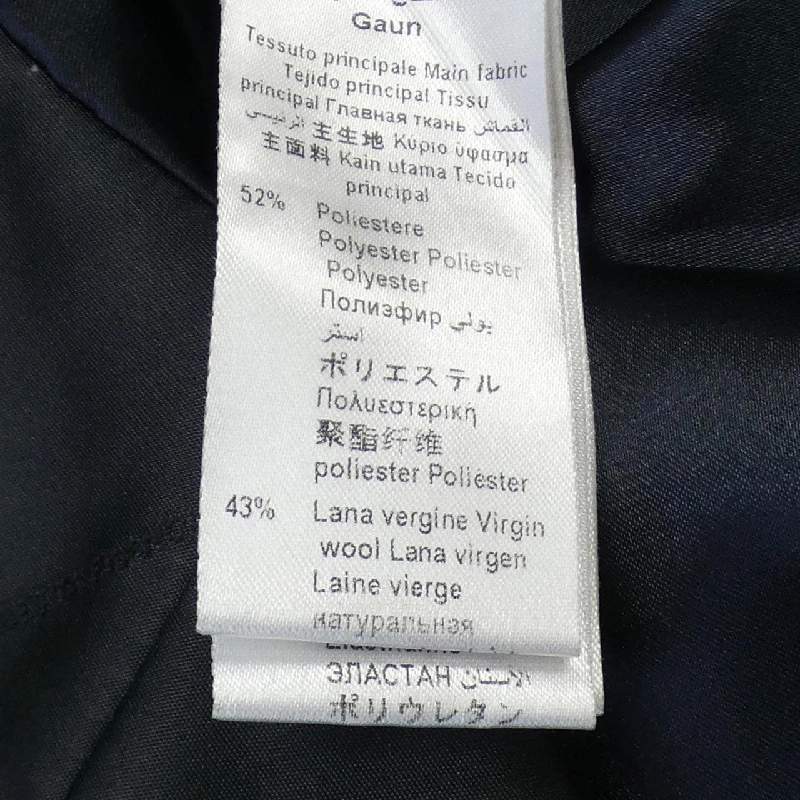 Gaun
Tessuto principale Main fabric
Tejido principal Tissu
principal Главная ткань القماش
الرئيسي 主生地 Κύριο ύφασμα
主面料 Kain utama Tecido
principal
52% Poliestere
Polyester Poliester
Polyester
Полиэфир بولي
استر
ポリエステル
Πολυεστερική
聚酯纤维
poliester Poliéster
43% Lana vergine Virgin
wool Lana virgen
Laine vierge
натуральная
ЭЛАСТАН الاستان
ポリウレタン